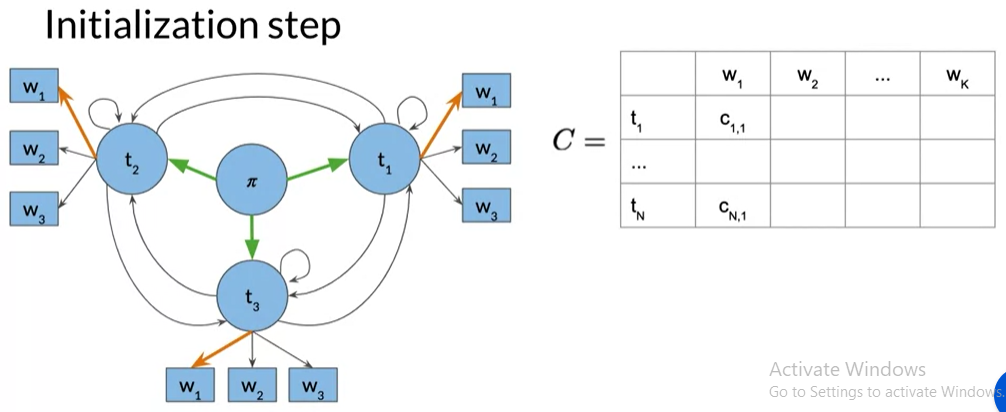 Initialization step
w1
w2
w3
t2
π
t1
w1
w2
w3
t3
w1 w2 w3
C =
w1 w2 ... wK
t1 c1,1
...
tN cN,1
Activate Windows
Go to Settings to activate Windows.